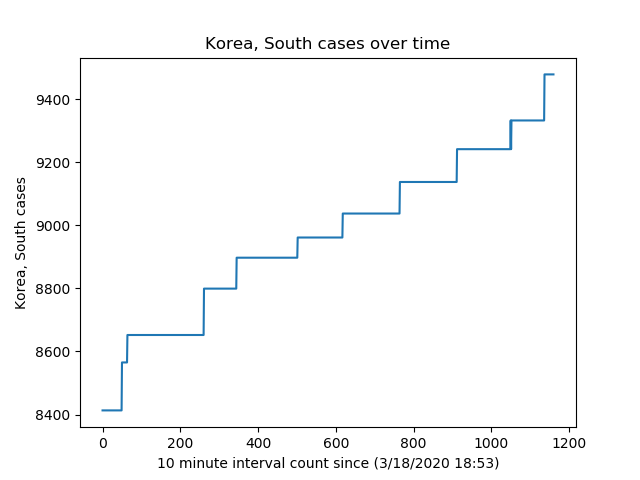 Korea, South cases over time
Korea, South cases
9400
9200
9000
8800
8600
8400
0 200 400 600 800 1000 1200
10 minute interval count since (3/18/2020 18:53)